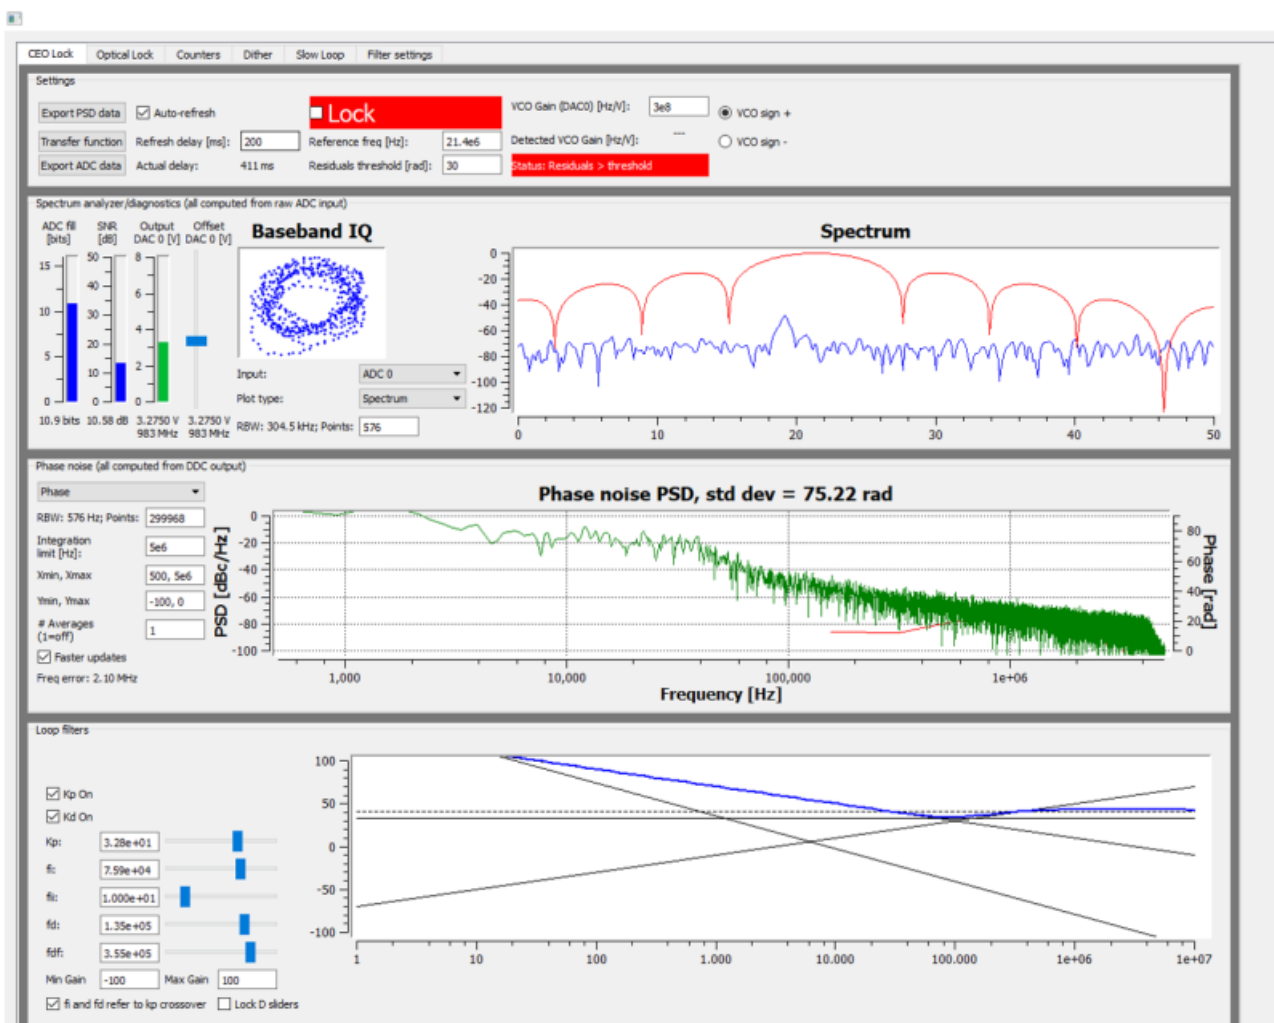 CEO Lock Optical Lock Counters Dither Slow Loop Filter settings
Settings
Export PSD data Auto-refresh Lock VCO Gain (DAC0) [Hz/V]: 3e8 VCO sign +
Transfer function Refresh delay [ms]: 200 Reference freq [Hz]: 21.4e6 Detected VCO Gain [Hz/V]: --- VCO sign -
Export ADC data Actual delay: 411 ms Residuals threshold [rad]: 30 Status: Residuals > threshold
Spectrum analyzer/diagnostics (all computed from raw ADC input)
ADC fill [bits] SNR [dB] Output DAC 0 [V] Offset DAC 0 [V]
15
10
5
0
50
40
30
20
10
0
8
6
4
2
0
10.9 bits 10.58 dB 3.2750 V 983 MHz 3.2750 V 983 MHz
Baseband IQ
Input: ADC 0
Plot type: Spectrum
RBW: 304.5 kHz; Points: 576
Spectrum
0
-20
-40
-60
-80
-100
-120
0 10 20 30 40 50
Phase noise (all computed from DDC output)
Phase
RBW: 576 Hz; Points: 299968
Integration limit [Hz]: 5e6
Xmin, Xmax 500, 5e6
Ymin, Ymax -100, 0
# Averages (1=off) 1
Faster updates
Freq error: 2.10 MHz
Phase noise PSD, std dev = 75.22 rad
PSD [dBc/Hz]
0
-20
-40
-60
-80
-100
80
60
40
20
0
Phase [rad]
1,000 10,000 100,000 1e+06
Frequency [Hz]
Loop filters
Kp On
Kd On
Kp: 3.28e+01
fi: 7.59e+04
fii: 1.000e+01
fd: 1.35e+05
fdf: 3.55e+05
Min Gain -100 Max Gain 100
fi and fd refer to kp crossover Lock D sliders
100
50
0
-50
-100
1 10 100 1.000 10.000 100.000 1e+06 1e+07